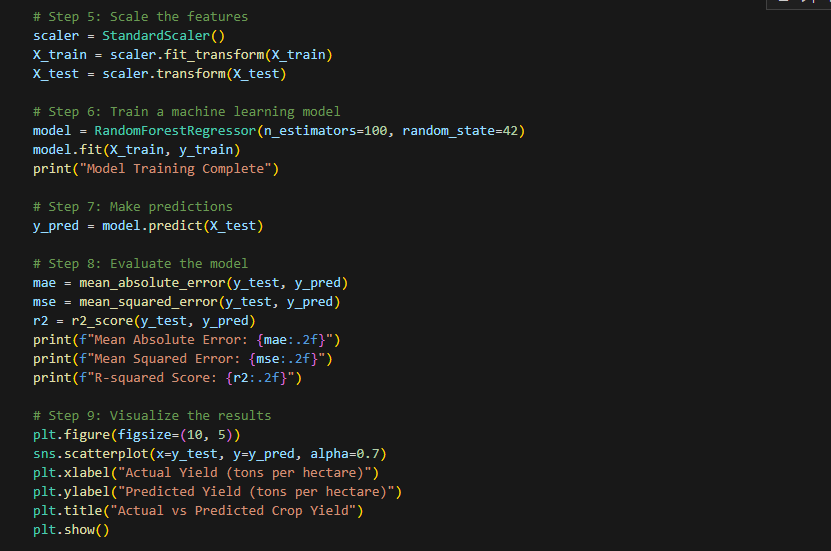 # Step 5: Scale the features
scaler = StandardScaler()
X_train = scaler.fit_transform(X_train)
X_test = scaler.transform(X_test)
# Step 6: Train a machine learning model
model = RandomForestRegressor(n_estimators=100, random_state=42)
model.fit(X_train, y_train)
print("Model Training Complete")
# Step 7: Make predictions
y_pred = model.predict(X_test)
# Step 8: Evaluate the model
mae = mean_absolute_error(y_test, y_pred)
mse = mean_squared_error(y_test, y_pred)
r2 = r2_score(y_test, y_pred)
print(f"Mean Absolute Error: {mae:.2f}")
print(f"Mean Squared Error: {mse:.2f}")
print(f"R-squared Score: {r2:.2f}")
# Step 9: Visualize the results
plt.figure(figsize=(10, 5))
sns.scatterplot(x=y_test, y=y_pred, alpha=0.7)
plt.xlabel("Actual Yield (tons per hectare)")
plt.ylabel("Predicted Yield (tons per hectare)")
plt.title("Actual vs Predicted Crop Yield")
plt.show()